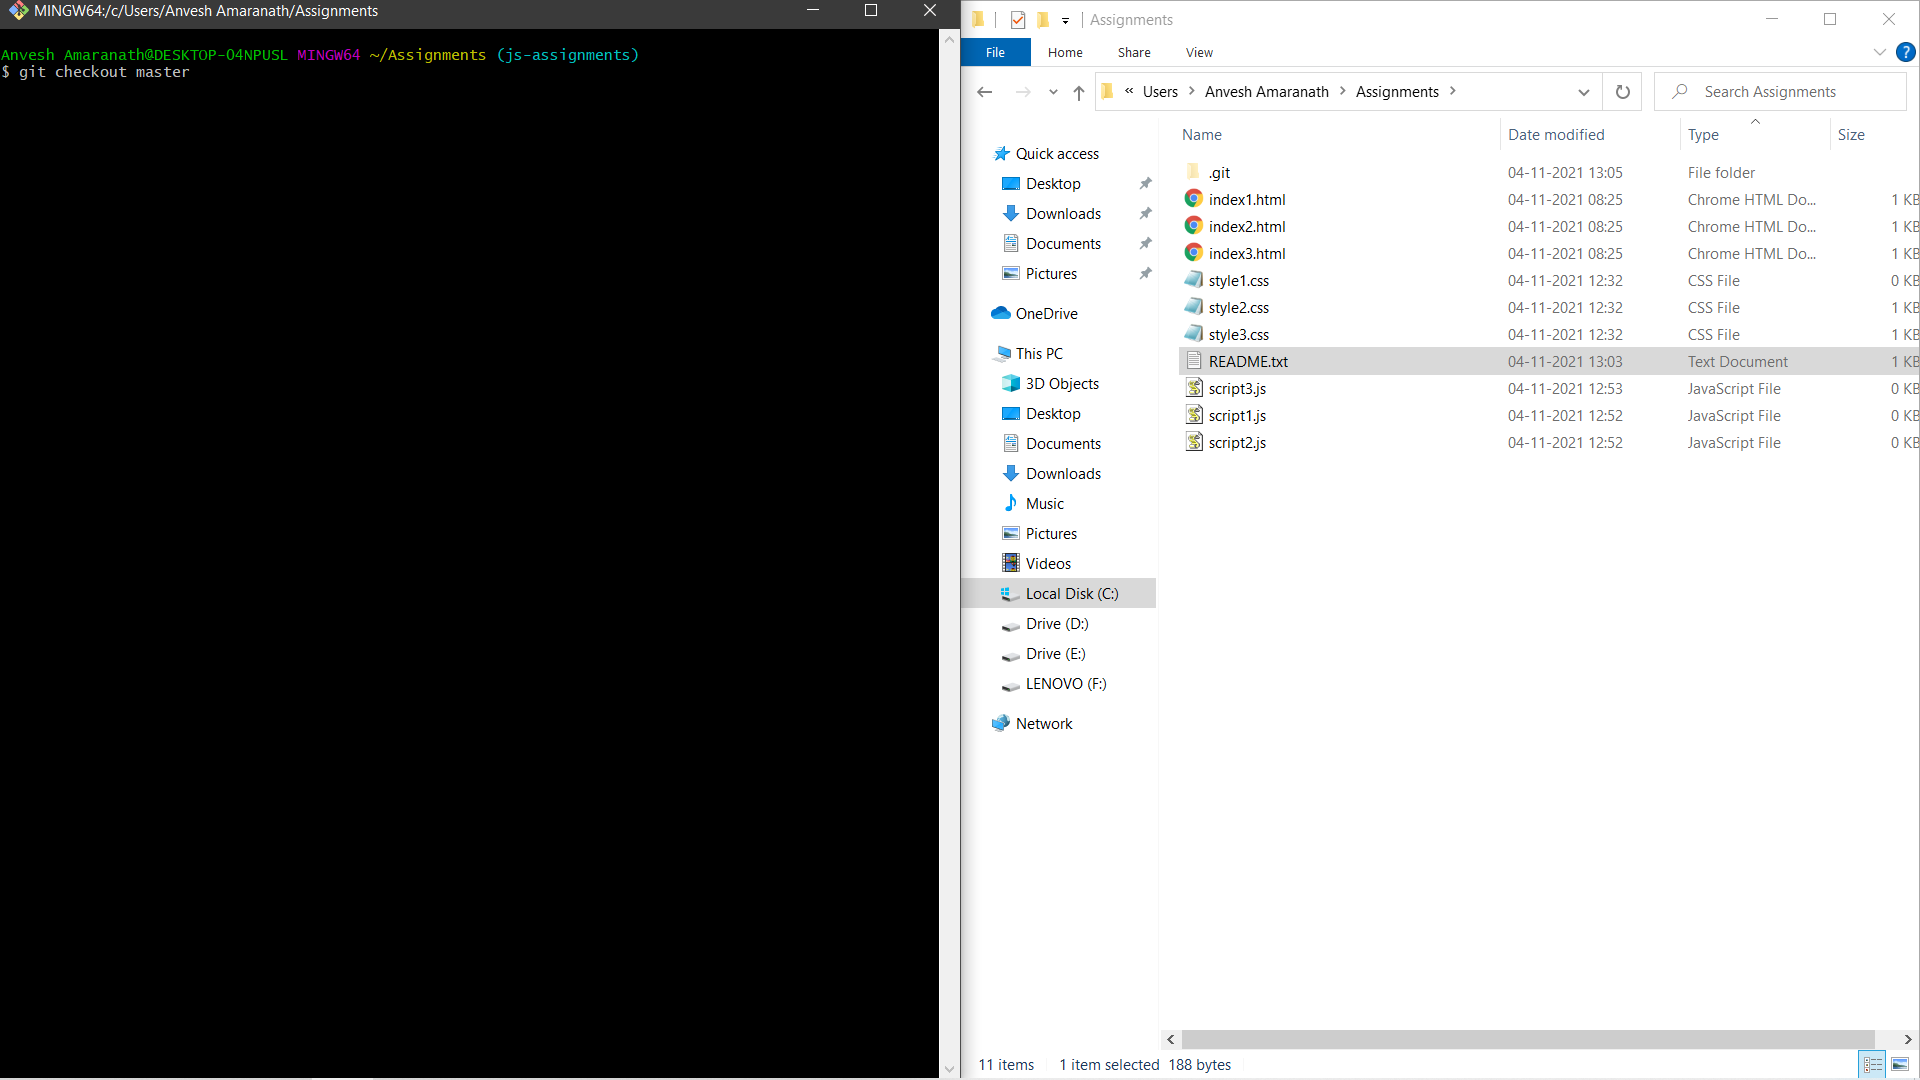 MINGW64:/c/Users/Anvesh Amaranath/Assignments
Anvesh Amaranath@DESKTOP-O4NPUSL MINGW64 ~/Assignments (js-assignments)
$ git checkout master
Assignments
File Home Share View
« Users > Anvesh Amaranath > Assignments >
Search Assignments
Quick access
Desktop
Downloads
Documents
Pictures
OneDrive
This PC
3D Objects
Desktop
Documents
Downloads
Music
Pictures
Videos
Local Disk (C:)
Drive (D:)
Drive (E:)
LENOVO (F:)
Network
Name Date modified Type Size
.git 04-11-2021 13:05 File folder
index1.html 04-11-2021 08:25 Chrome HTML Do... 1 KB
index2.html 04-11-2021 08:25 Chrome HTML Do... 1 KB
index3.html 04-11-2021 08:25 Chrome HTML Do... 1 KB
style1.css 04-11-2021 12:32 CSS File 0 KB
style2.css 04-11-2021 12:32 CSS File 1 KB
style3.css 04-11-2021 12:32 CSS File 1 KB
README.txt 04-11-2021 13:03 Text Document 1 KB
script3.js 04-11-2021 12:53 JavaScript File 0 KB
script1.js 04-11-2021 12:52 JavaScript File 0 KB
script2.js 04-11-2021 12:52 JavaScript File 0 KB
11 items 1 item selected 188 bytes